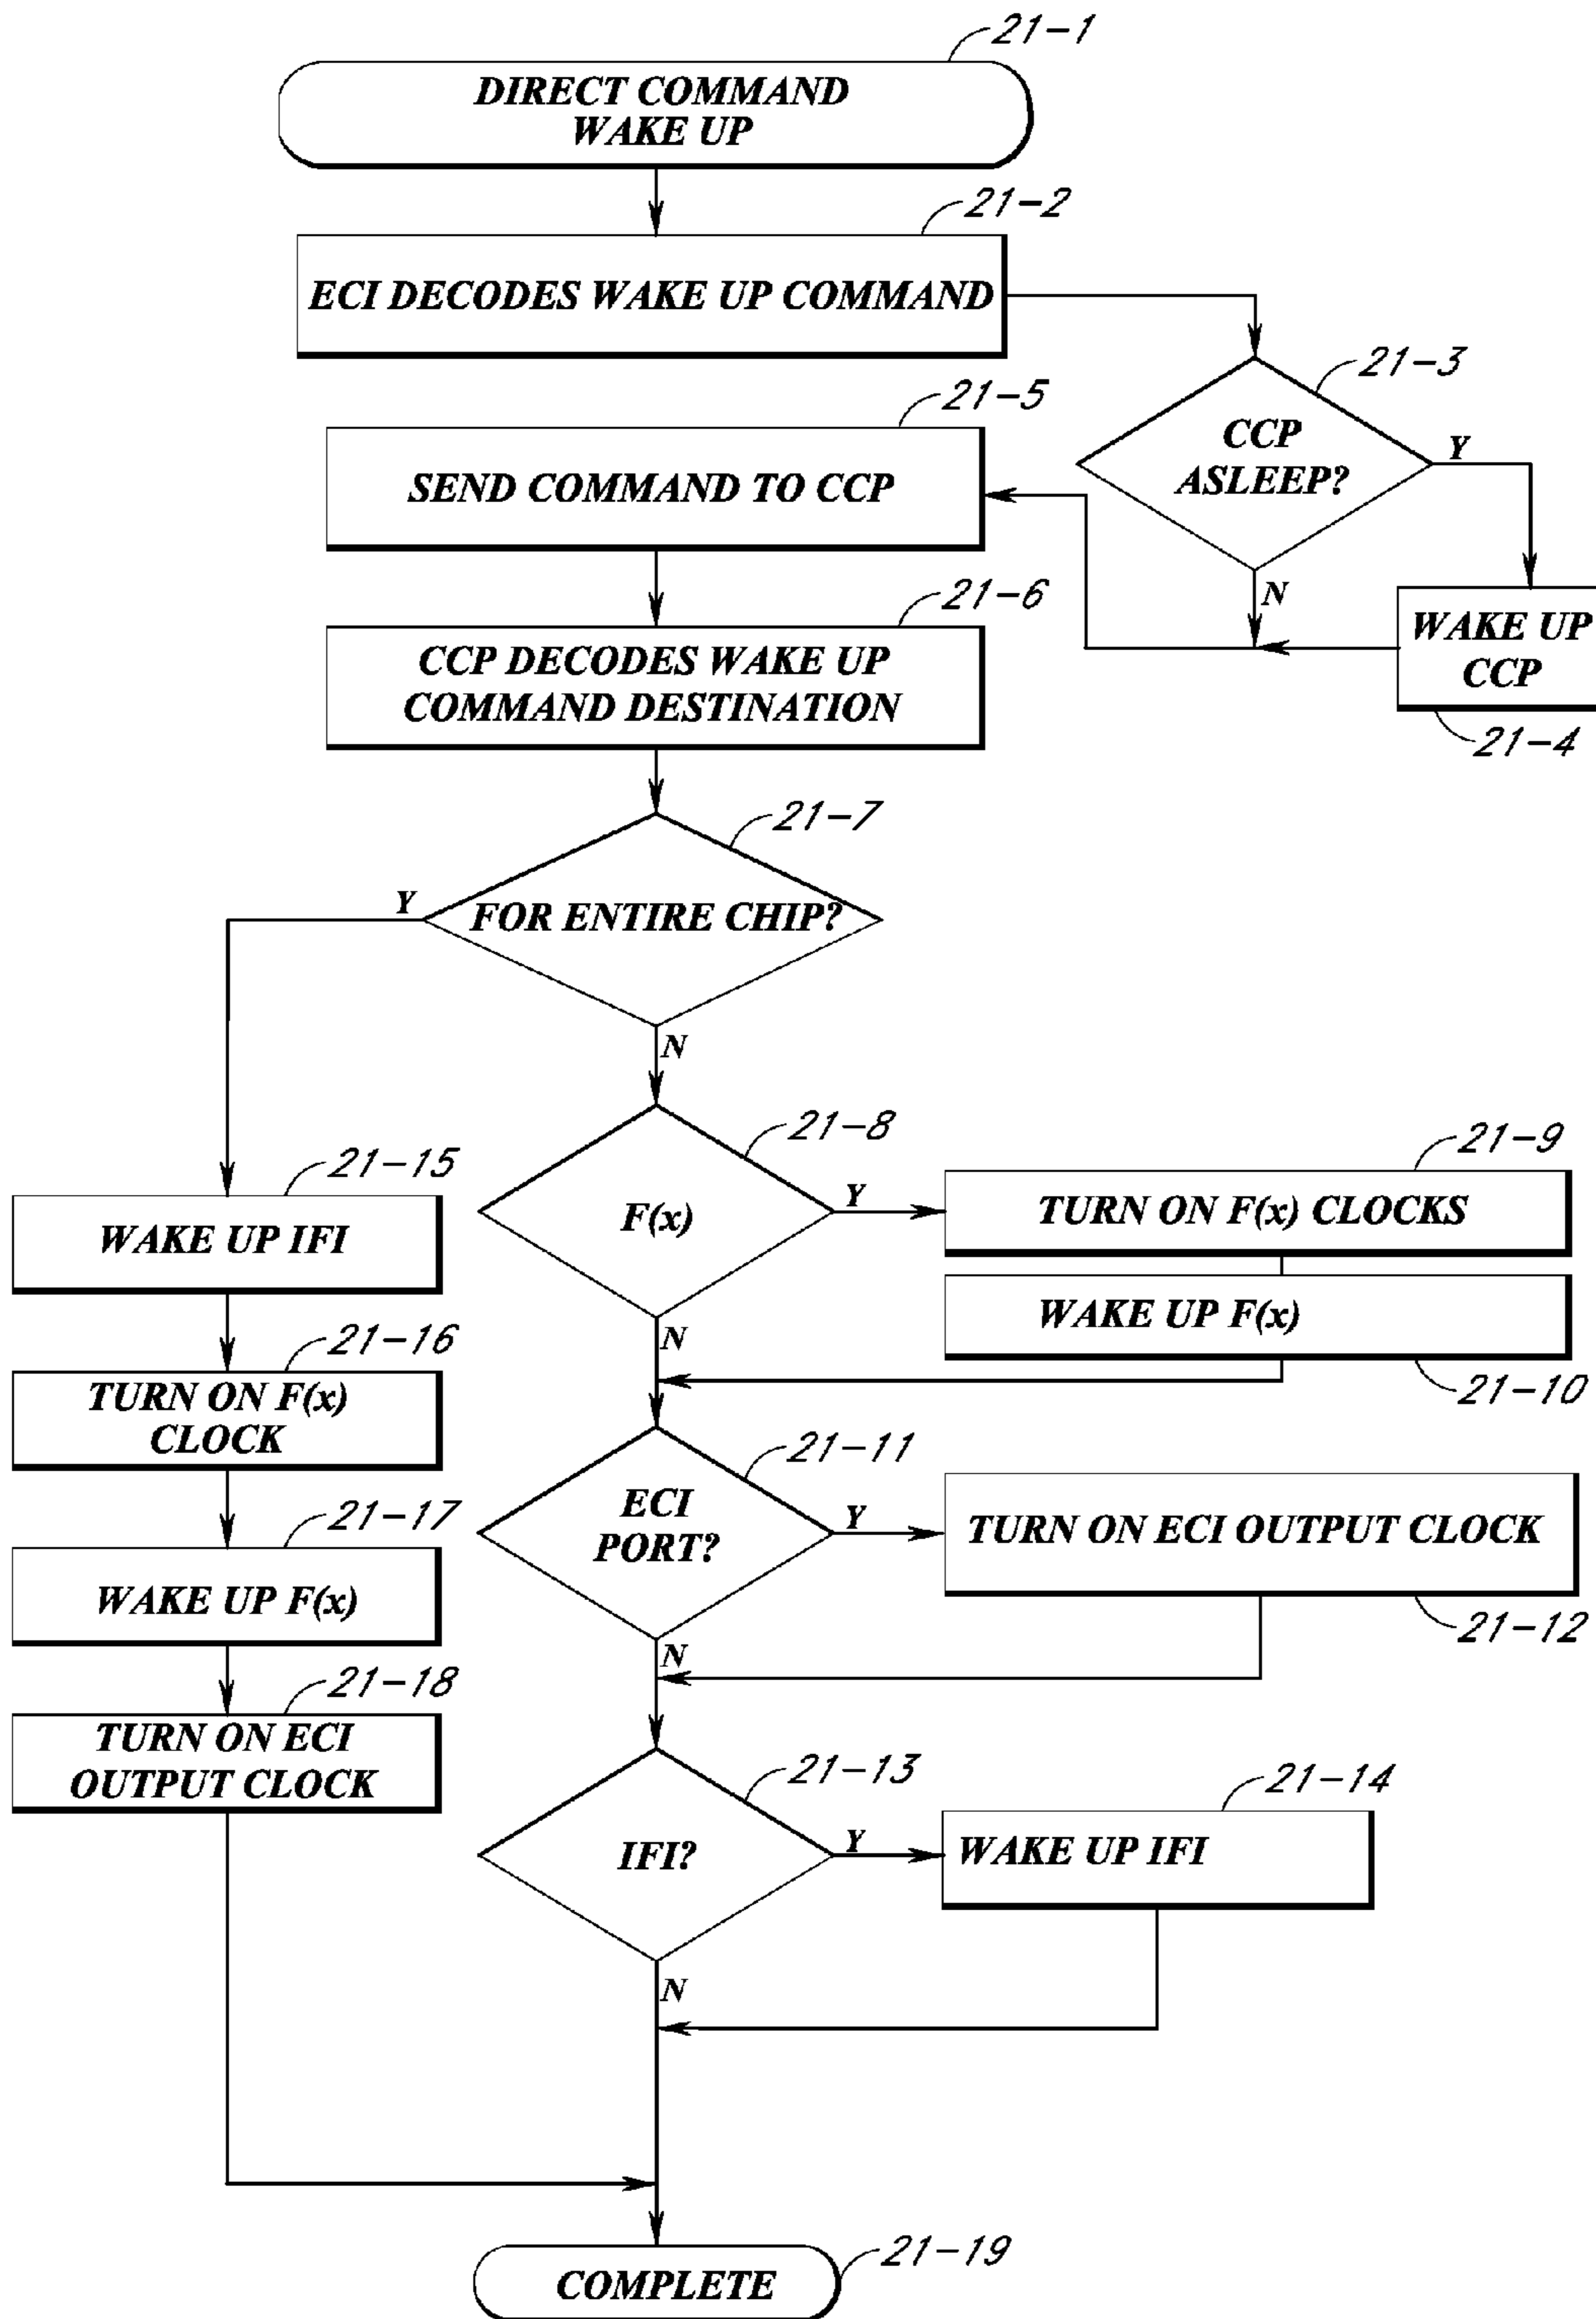 21-1
DIRECT COMMAND
WAKE UP
21-2
ECI DECODES WAKE UP COMMAND
21-3
CCP
ASLEEP?
Y
N
21-5
SEND COMMAND TO CCP
WAKE UP
CCP
21-4
21-6
CCP DECODES WAKE UP
COMMAND DESTINATION
21-7
FOR ENTIRE CHIP?
Y
N
21-8
F(x)
Y
N
21-9
TURN ON F(x) CLOCKS
WAKE UP F(x)
21-10
21-11
ECI
PORT?
Y
N
TURN ON ECI OUTPUT CLOCK
21-12
21-13
IFI?
Y
N
21-14
WAKE UP IFI
21-15
WAKE UP IFI
21-16
TURN ON F(x)
CLOCK
21-17
WAKE UP F(x)
21-18
TURN ON ECI
OUTPUT CLOCK
21-19
COMPLETE